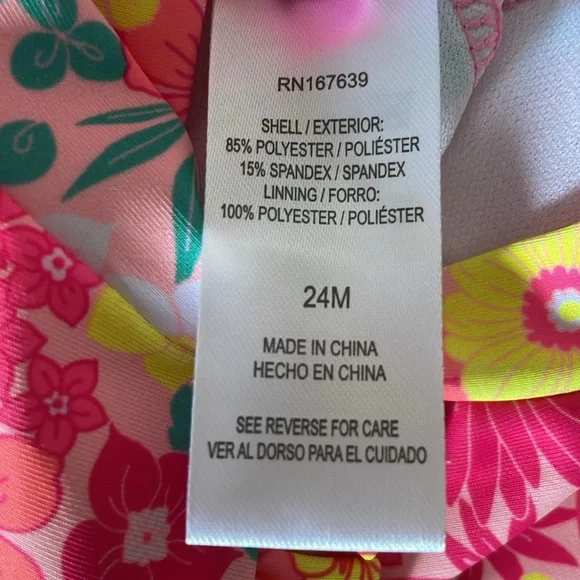 RN167639
SHELL / EXTERIOR:
85% POLYESTER / POLIÉSTER
15% SPANDEX / SPANDEX
LINNING / FORRO:
100% POLYESTER / POLIÉSTER
24M
MADE IN CHINA
HECHO EN CHINA
SEE REVERSE FOR CARE
VER AL DORSO PARA EL CUIDADO